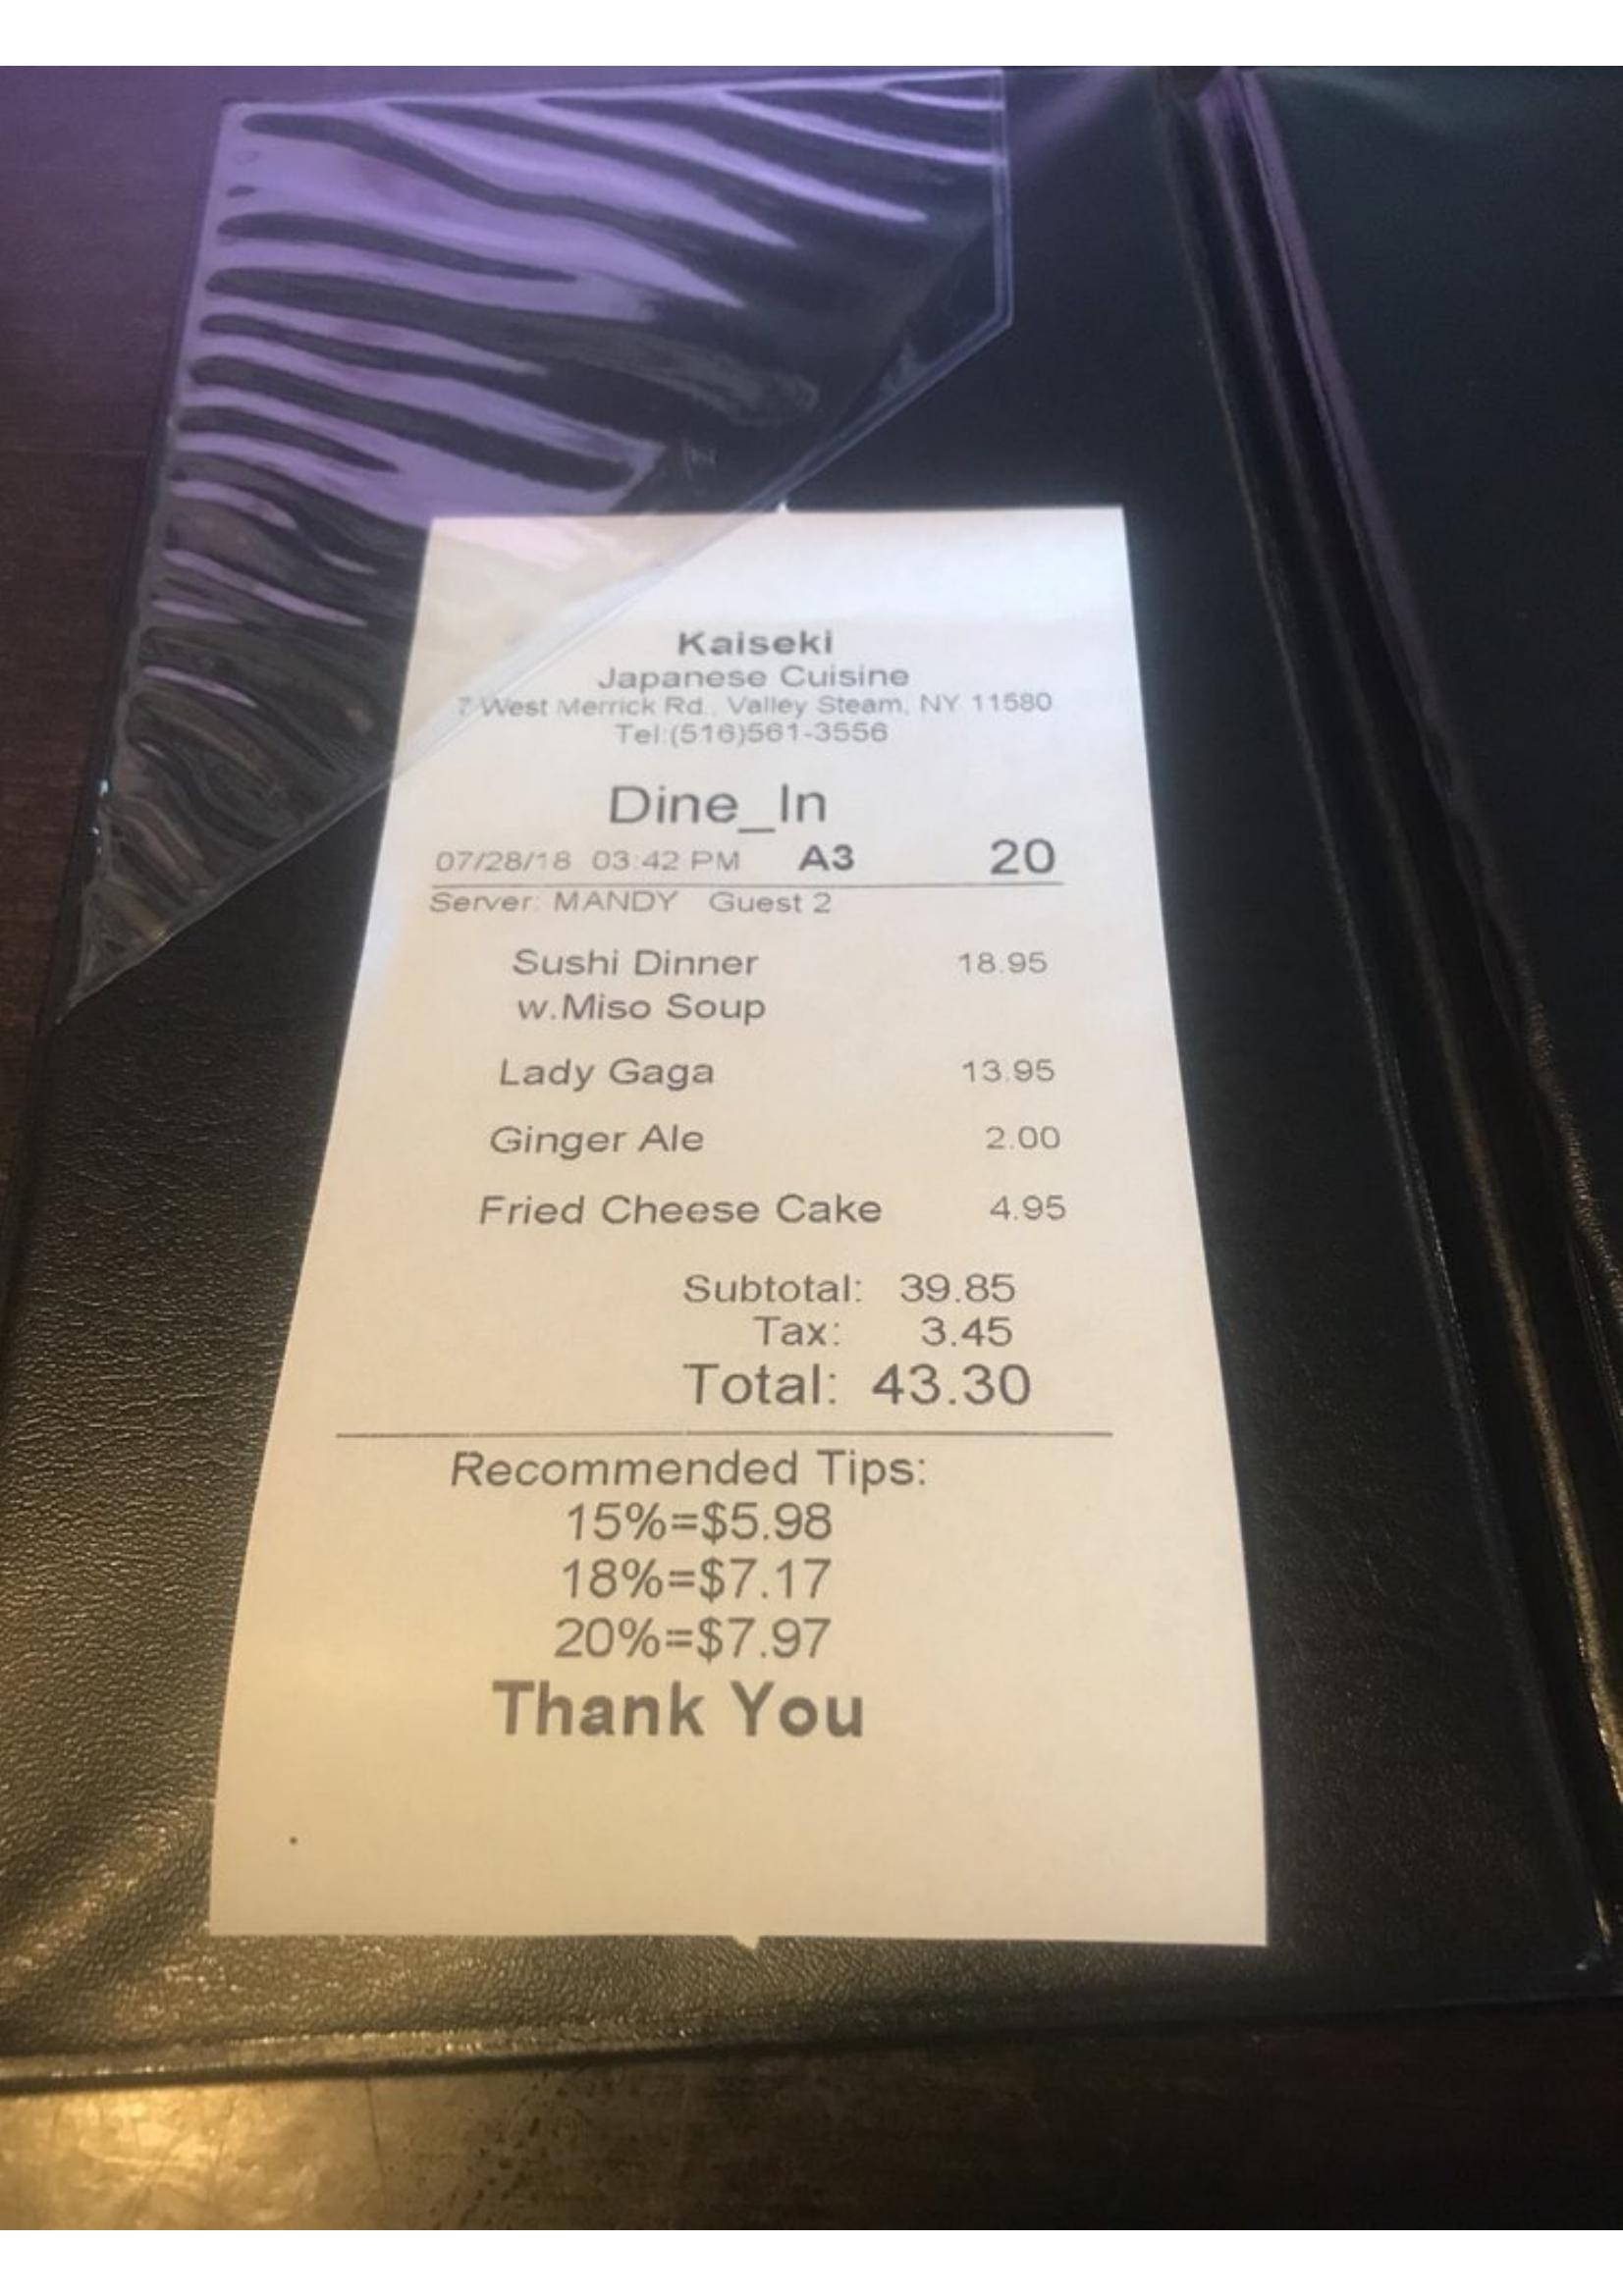 Kaiseki
Japanese Cuisine
7 West Merrick Rd., Valley Steam, NY 11580
Tel:(516)561-3556
Dine_In
07/28/18 03:42 PM A3 20
Server: MANDY Guest 2
Sushi Dinner 18.95
w.Miso Soup
Lady Gaga 13.95
Ginger Ale 2.00
Fried Cheese Cake 4.95
Subtotal: 39.85
Tax: 3.45
Total: 43.30
Recommended Tips:
15%=$5.98
18%=$7.17
20%=$7.97
Thank You